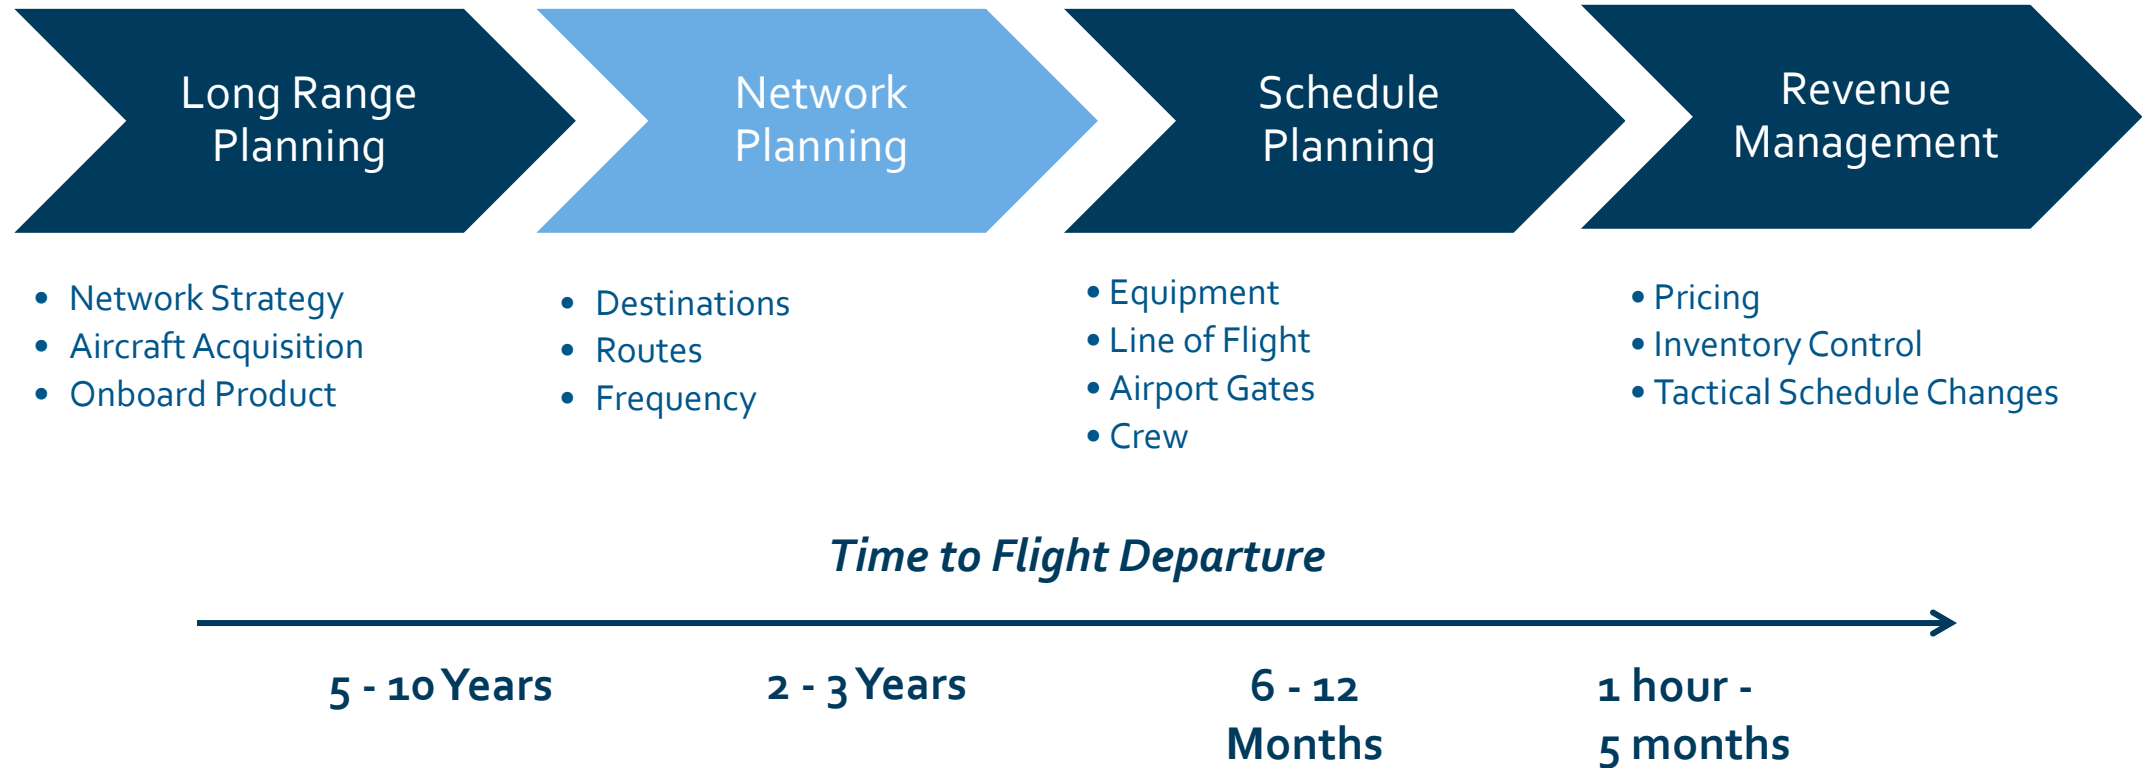 Long Range
Planning
Network
Planning
Schedule
Planning
Revenue
Management
• Network Strategy
• Aircraft Acquisition
• Onboard Product
• Destinations
• Routes
• Frequency
• Equipment
• Line of Flight
• Airport Gates
• Crew
• Pricing
• Inventory Control
• Tactical Schedule Changes
Time to Flight Departure
5 - 10 Years
2 - 3 Years
6 - 12
Months
1 hour -
5 months